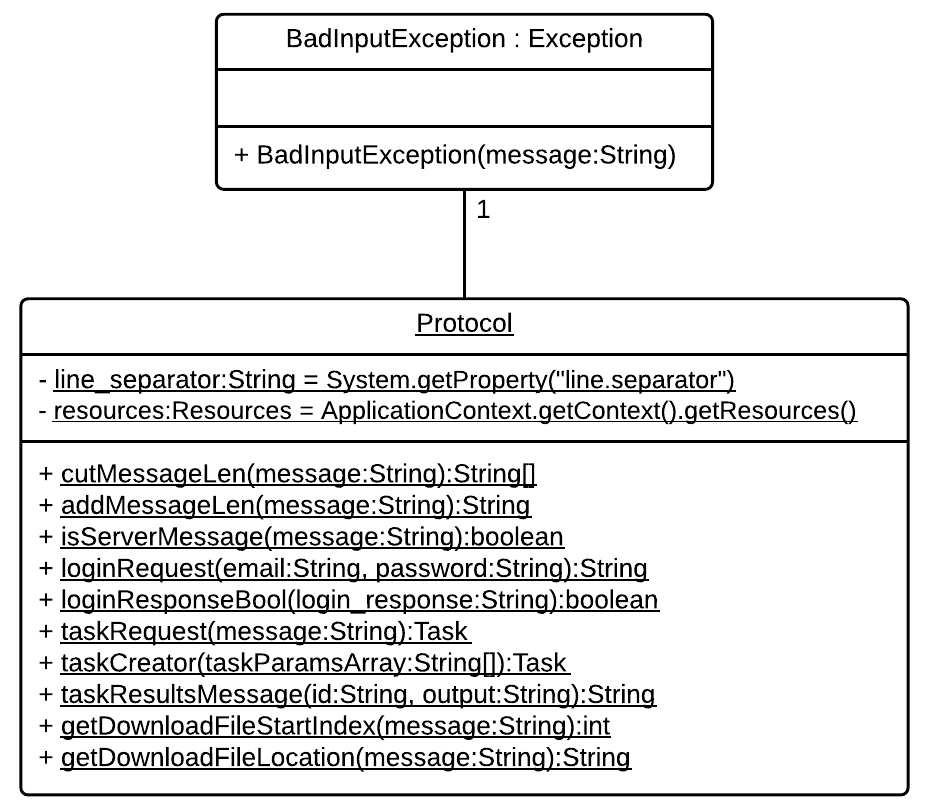 BadInputException : Exception
+ BadInputException(message:String)
1
Protocol
- line_separator:String = System.getProperty("line.separator")
- resources:Resources = ApplicationContext.getContext().getResources()
+ cutMessageLen(message:String):String[]
+ addMessageLen(message:String):String
+ isServerMessage(message:String):boolean
+ loginRequest(email:String, password:String):String
+ loginResponseBool(login_response:String):boolean
+ taskRequest(message:String):Task
+ taskCreator(taskParamsArray:String[]):Task
+ taskResultsMessage(id:String, output:String):String
+ getDownloadFileStartIndex(message:String):int
+ getDownloadFileLocation(message:String):String